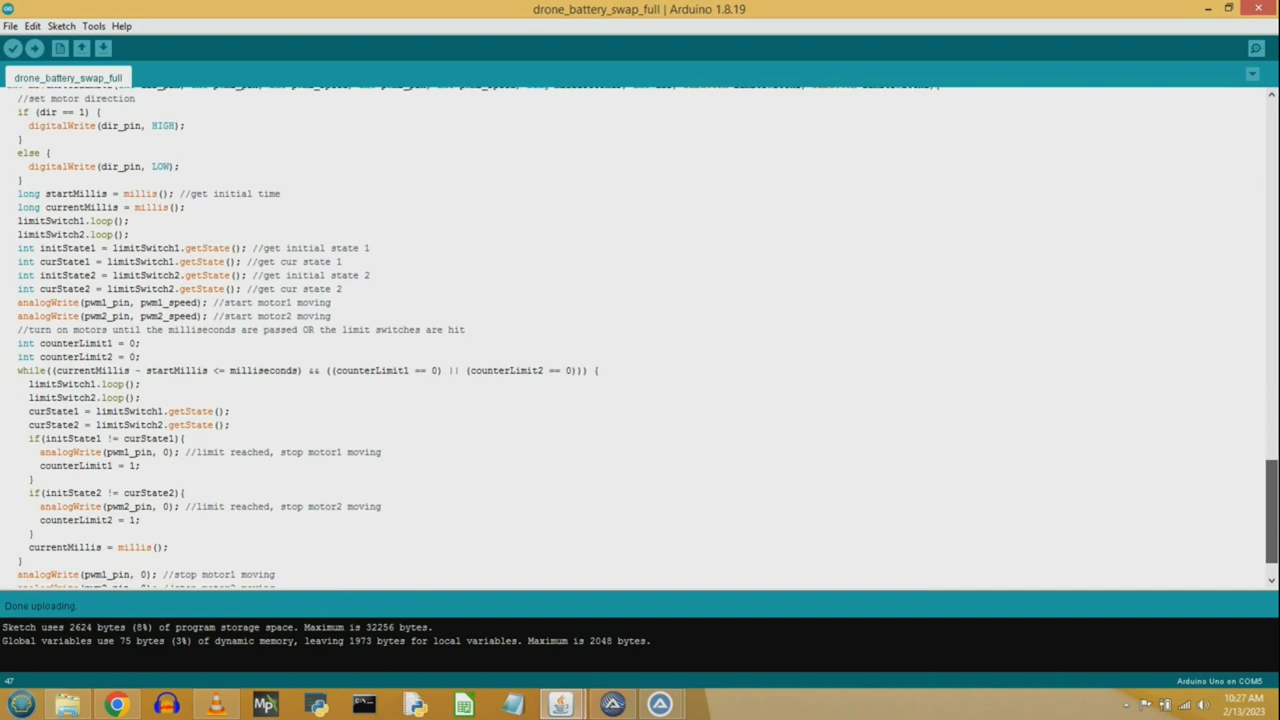 drone_battery_swap_full | Arduino 1.8.19
File Edit Sketch Tools Help
drone_battery_swap_full
//set motor direction
if (dir == 1) {
digitalWrite(dir_pin, HIGH);
}
else {
digitalWrite(dir_pin, LOW);
}
long startMillis = millis(); //get initial time
long currentMillis = millis();
limitSwitch1.loop();
limitSwitch2.loop();
int initState1 = limitSwitch1.getState(); //get initial state 1
int curState1 = limitSwitch1.getState(); //get cur state 1
int initState2 = limitSwitch2.getState(); //get initial state 2
int curState2 = limitSwitch2.getState(); //get cur state 2
analogWrite(pwm1_pin, pwm1_speed); //start motor1 moving
analogWrite(pwm2_pin, pwm2_speed); //start motor2 moving
//turn on motors until the milliseconds are passed OR the limit switches are hit
int counterLimit1 = 0;
int counterLimit2 = 0;
while((currentMillis - startMillis <= milliseconds) && ((counterLimit1 == 0) || (counterLimit2 == 0))) {
limitSwitch1.loop();
limitSwitch2.loop();
curState1 = limitSwitch1.getState();
curState2 = limitSwitch2.getState();
if(initState1 != curState1){
analogWrite(pwm1_pin, 0); //limit reached, stop motor1 moving
counterLimit1 = 1;
}
if(initState2 != curState2){
analogWrite(pwm2_pin, 0); //limit reached, stop motor2 moving
counterLimit2 = 1;
}
currentMillis = millis();
}
analogWrite(pwm1_pin, 0); //stop motor1 moving
Done uploading.
Sketch uses 2624 bytes (8%) of program storage space. Maximum is 32256 bytes.
Global variables use 75 bytes (3%) of dynamic memory, leaving 1973 bytes for local variables. Maximum is 2048 bytes.
47
Arduino Uno on COM5
Mp
10:27 AM
2/13/2023